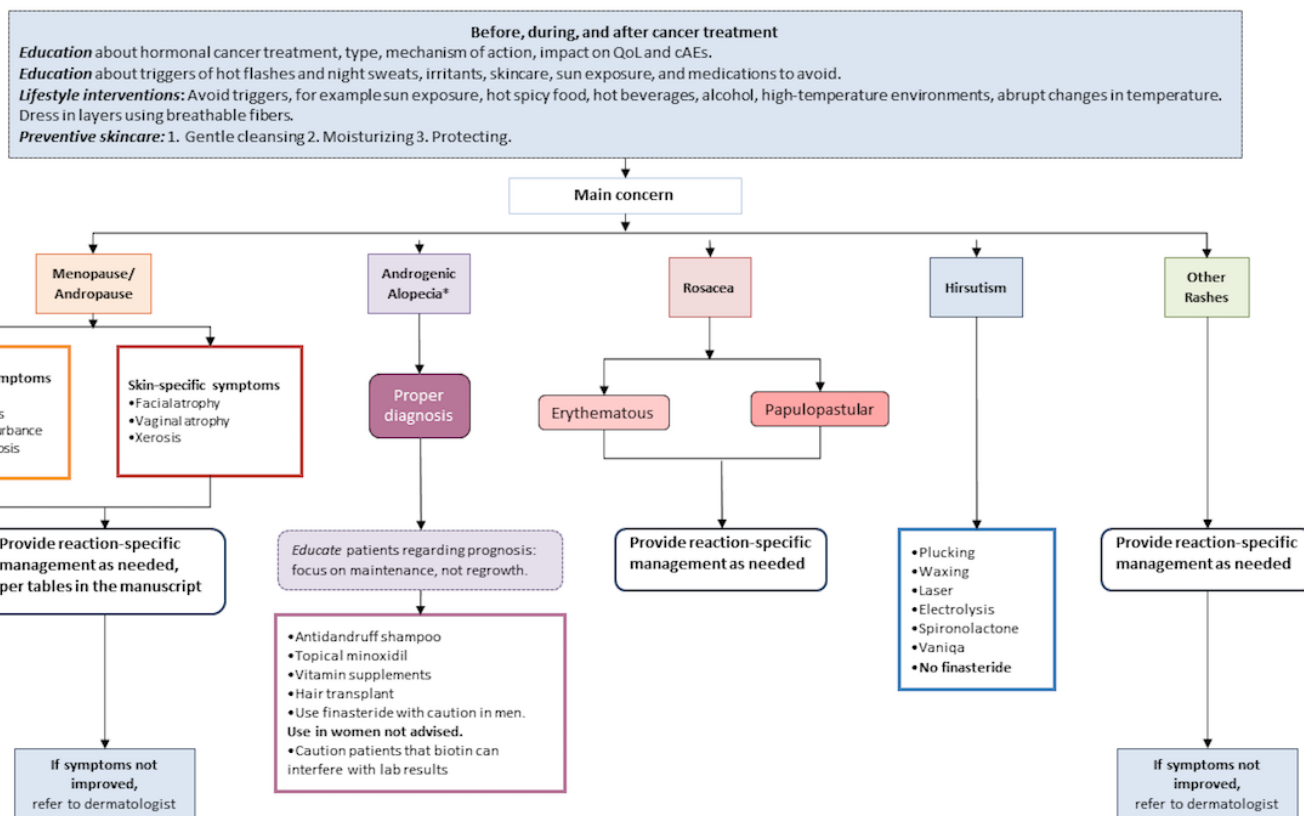 Before, during, and after cancer treatment
Education about hormonal cancer treatment, type, mechanism of action, impact on QoL and cAEs.
Education about triggers of hot flashes and night sweats, irritants, skincare, sun exposure, and medications to avoid.
Lifestyle interventions: Avoid triggers, for example sun exposure, hot spicy food, hot beverages, alcohol, high-temperature environments, abrupt changes in temperature.
Dress in layers using breathable fibers.
Preventive skincare: 1. Gentle cleansing 2. Moisturizing 3. Protecting.
Main concern
Menopause/
Andropause
Androgenic
Alopecia*
Rosacea
Hirsutism
Other
Rashes
Skin-specific symptoms
•Facial atrophy
•Vaginal atrophy
•Xerosis
Proper
diagnosis
Erythematous
Papulopastular
Provide reaction-specific
management as needed,
per tables in the manuscript
Educate patients regarding prognosis:
focus on maintenance, not regrowth.
Provide reaction-specific
management as needed
•Plucking
•Waxing
•Laser
•Electrolysis
•Spironolactone
•Vaniqa
•No finasteride
Provide reaction-specific
management as needed
•Antidandruff shampoo
•Topical minoxidil
•Vitamin supplements
•Hair transplant
•Use finasteride with caution in men.
Use in women not advised.
•Caution patients that biotin can
interfere with lab results
If symptoms not
improved,
refer to dermatologist
If symptoms not
improved,
refer to dermatologist